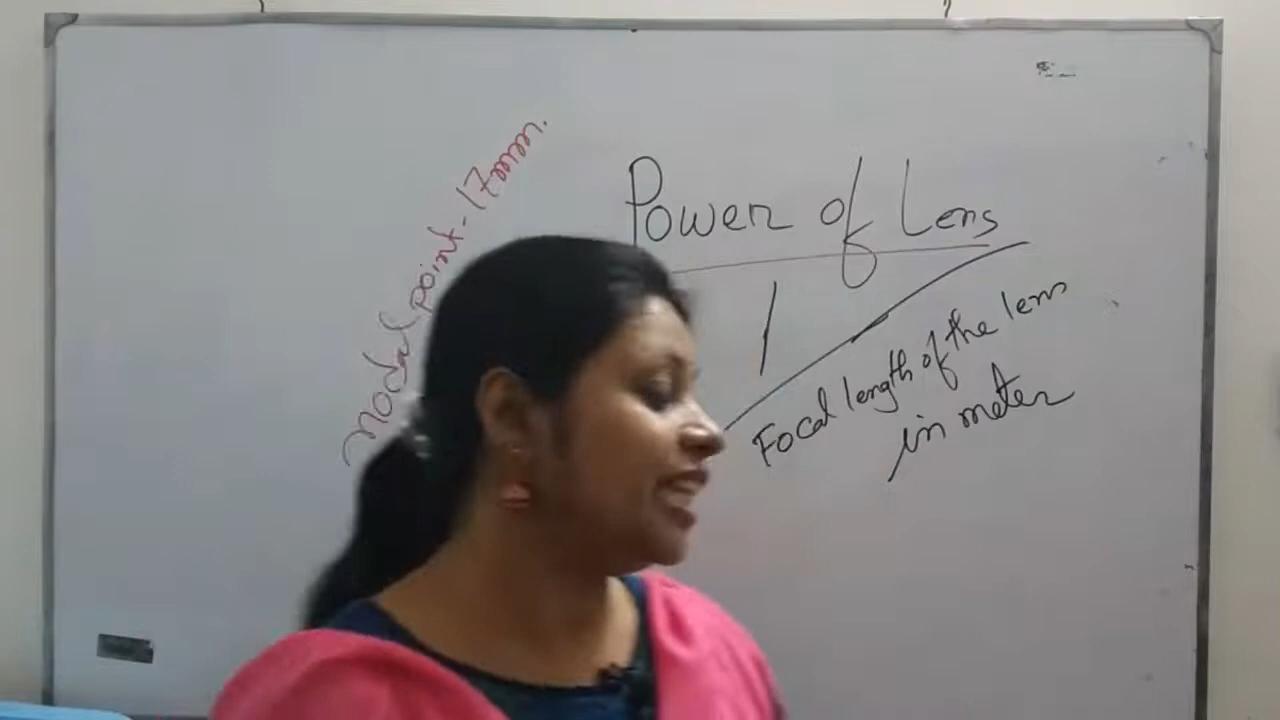 nodal point - 17mm.
Power of Lens
1
Focal length of the lens
in meter